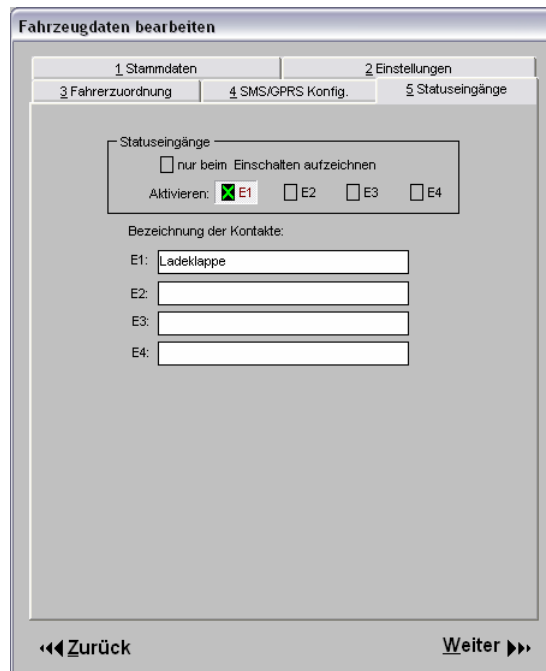 Fahrzeugdaten bearbeiten
1 Stammdaten 2 Einstellungen
3 Fahrerzuordnung 4 SMS/GPRS Konfig. 5 Statuseingänge
Statuseingänge
nur beim Einschalten aufzeichnen
Aktivieren: E1 E2 E3 E4
Bezeichnung der Kontakte:
E1: Ladeklappe
E2:
E3:
E4:
Zurück Weiter